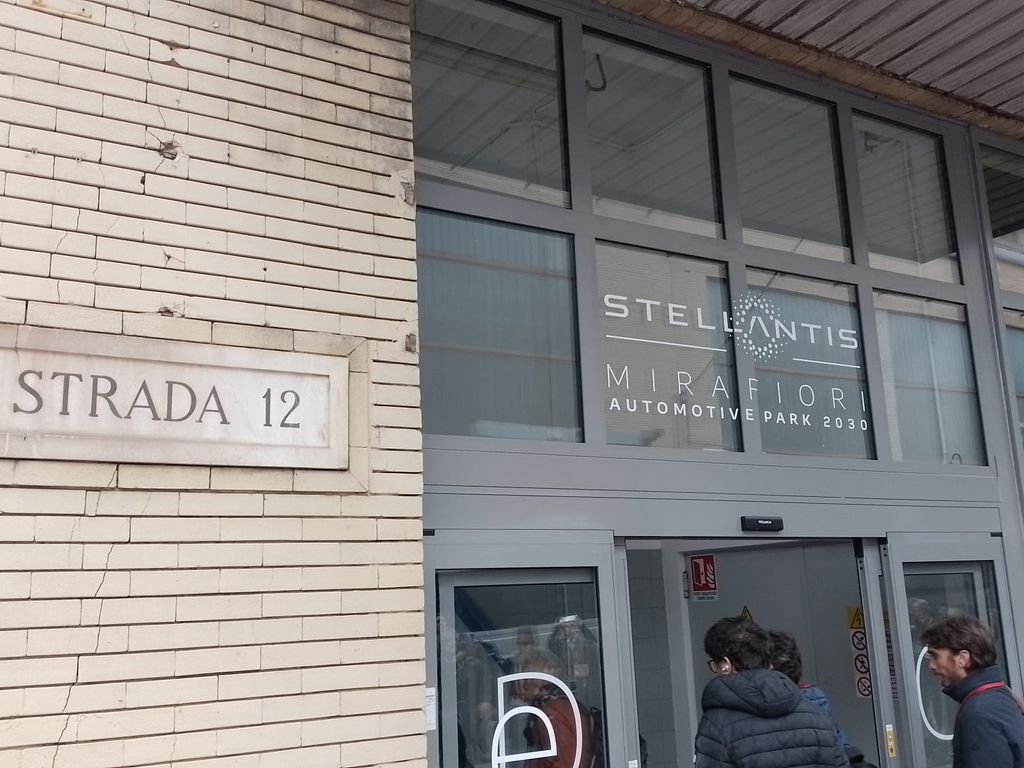 STRADA 12
STELLANTIS
MIRAFIORI
AUTOMOTIVE PARK 2030
e